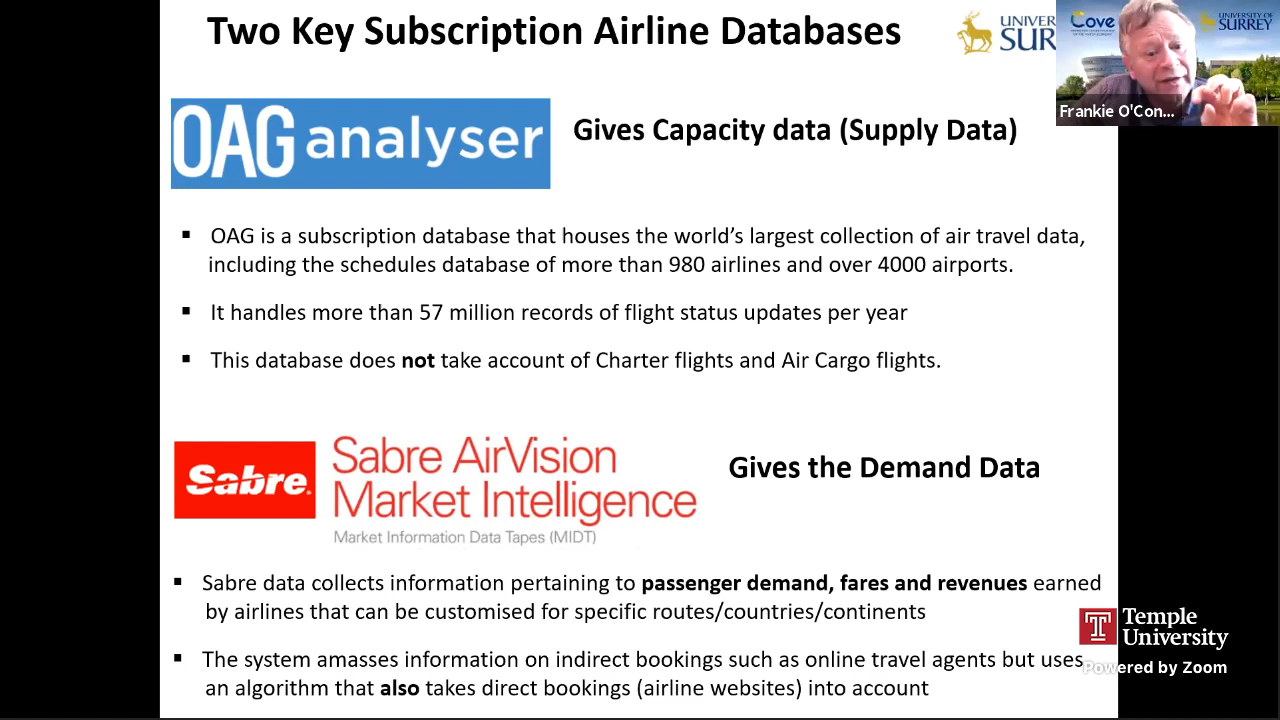 Two Key Subscription Airline Databases
UNIVER
SUR
Cove
UNIVERSITY OF
SURREY
Frankie O'Con...
OAG analyser
Gives Capacity data (Supply Data)
▪ OAG is a subscription database that houses the world’s largest collection of air travel data,
including the schedules database of more than 980 airlines and over 4000 airports.
▪ It handles more than 57 million records of flight status updates per year
▪ This database does not take account of Charter flights and Air Cargo flights.
Sabre.
Sabre AirVision
Market Intelligence
Market Information Data Tapes (MIDT)
Gives the Demand Data
▪ Sabre data collects information pertaining to passenger demand, fares and revenues earned
by airlines that can be customised for specific routes/countries/continents
▪ The system amasses information on indirect bookings such as online travel agents but uses
an algorithm that also takes direct bookings (airline websites) into account
Temple
University
Powered by Zoom